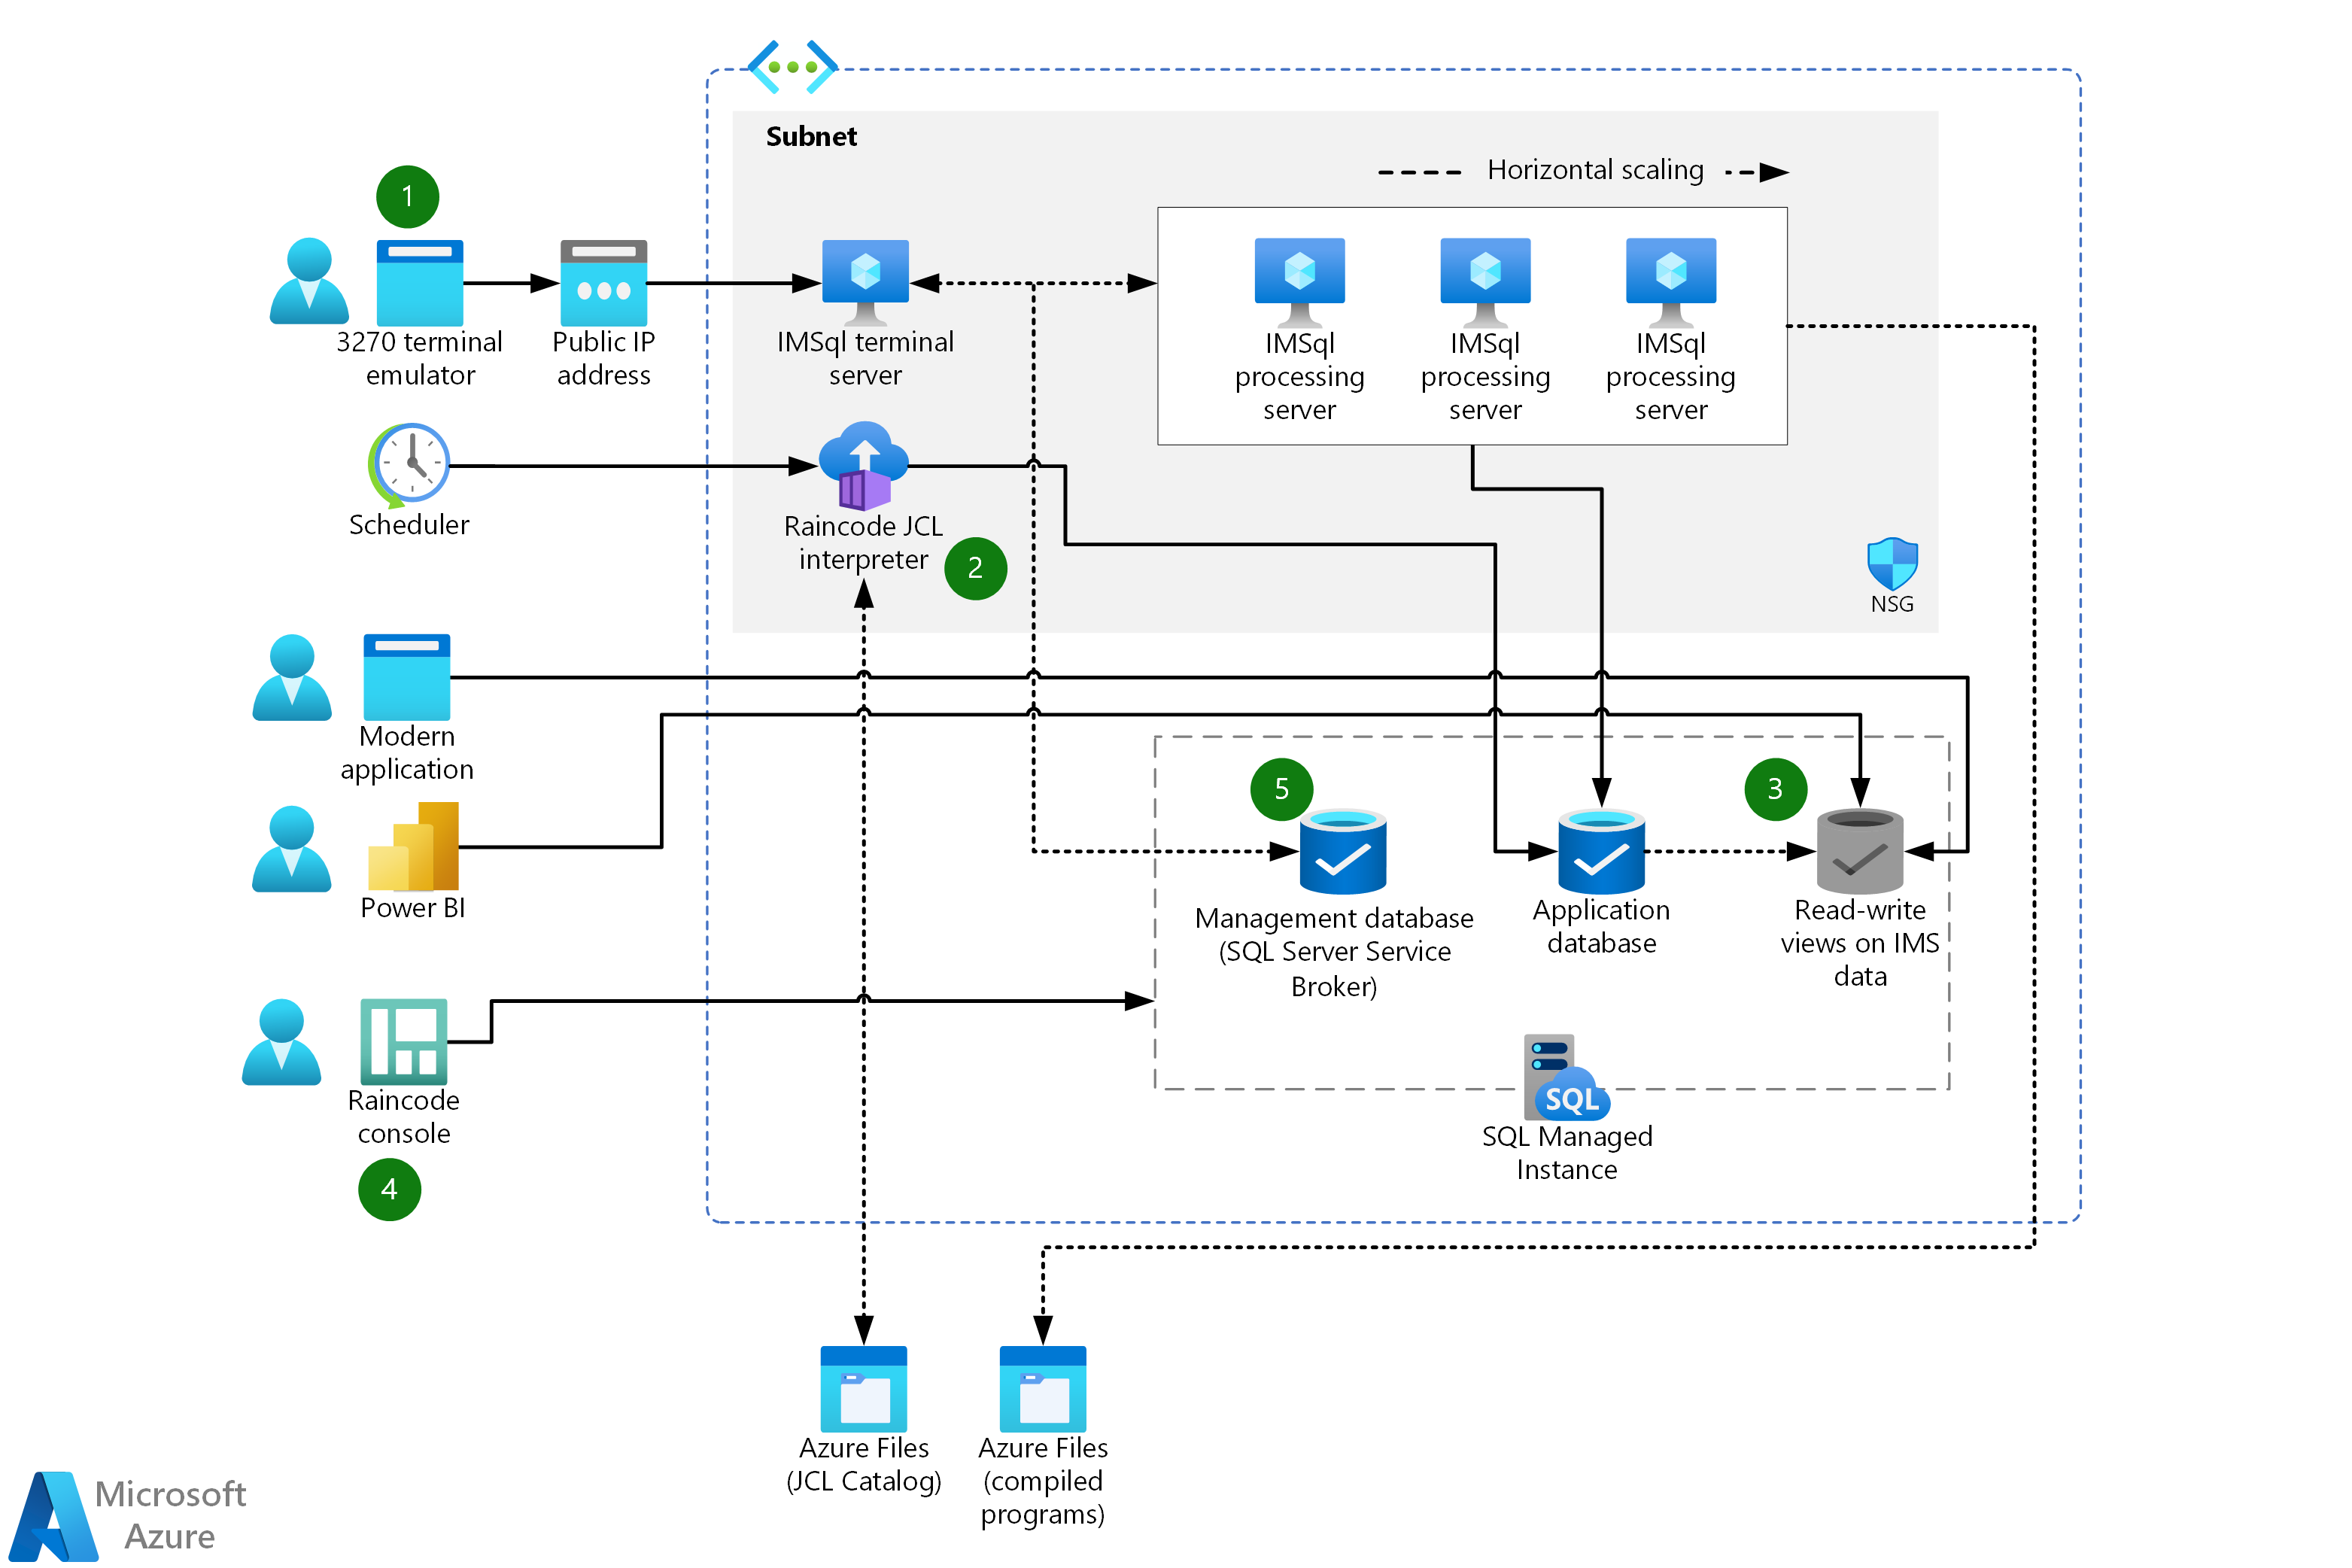 Subnet
Horizontal scaling
1
3270 terminal
emulator
Public IP
address
IMSql terminal
server
IMSql
processing
server
IMSql
processing
server
IMSql
processing
server
Scheduler
Raincode JCL
interpreter
2
NSG
Modern
application
Power BI
5
3
Management database
(SQL Server Service
Broker)
Application
database
Read-write
views on IMS
data
Raincode
console
4
SQL
SQL Managed
Instance
Azure Files
(JCL Catalog)
Azure Files
(compiled
programs)
Microsoft
Azure